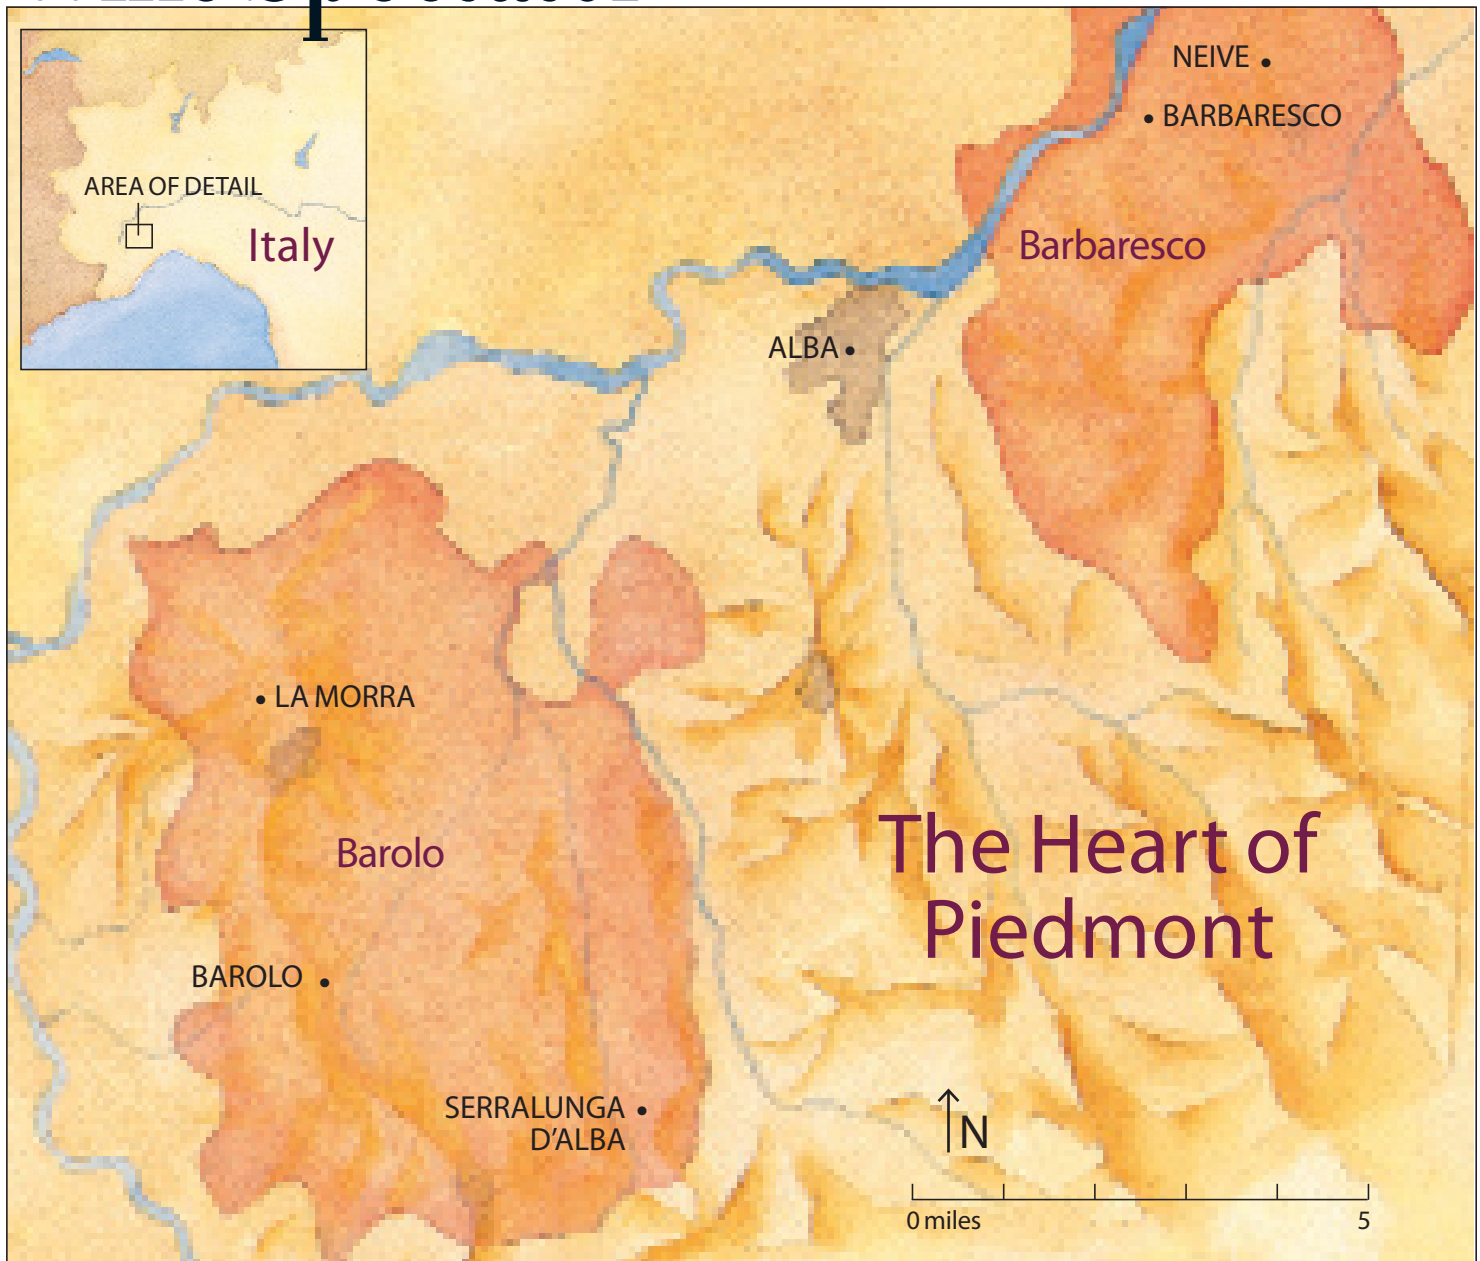 NEIVE
BARBARESCO
AREA OF DETAIL
Italy
Barbaresco
ALBA
LA MORRA
Barolo
The Heart of
Piedmont
BAROLO
SERRALUNGA
D'ALBA
N
0 miles
5